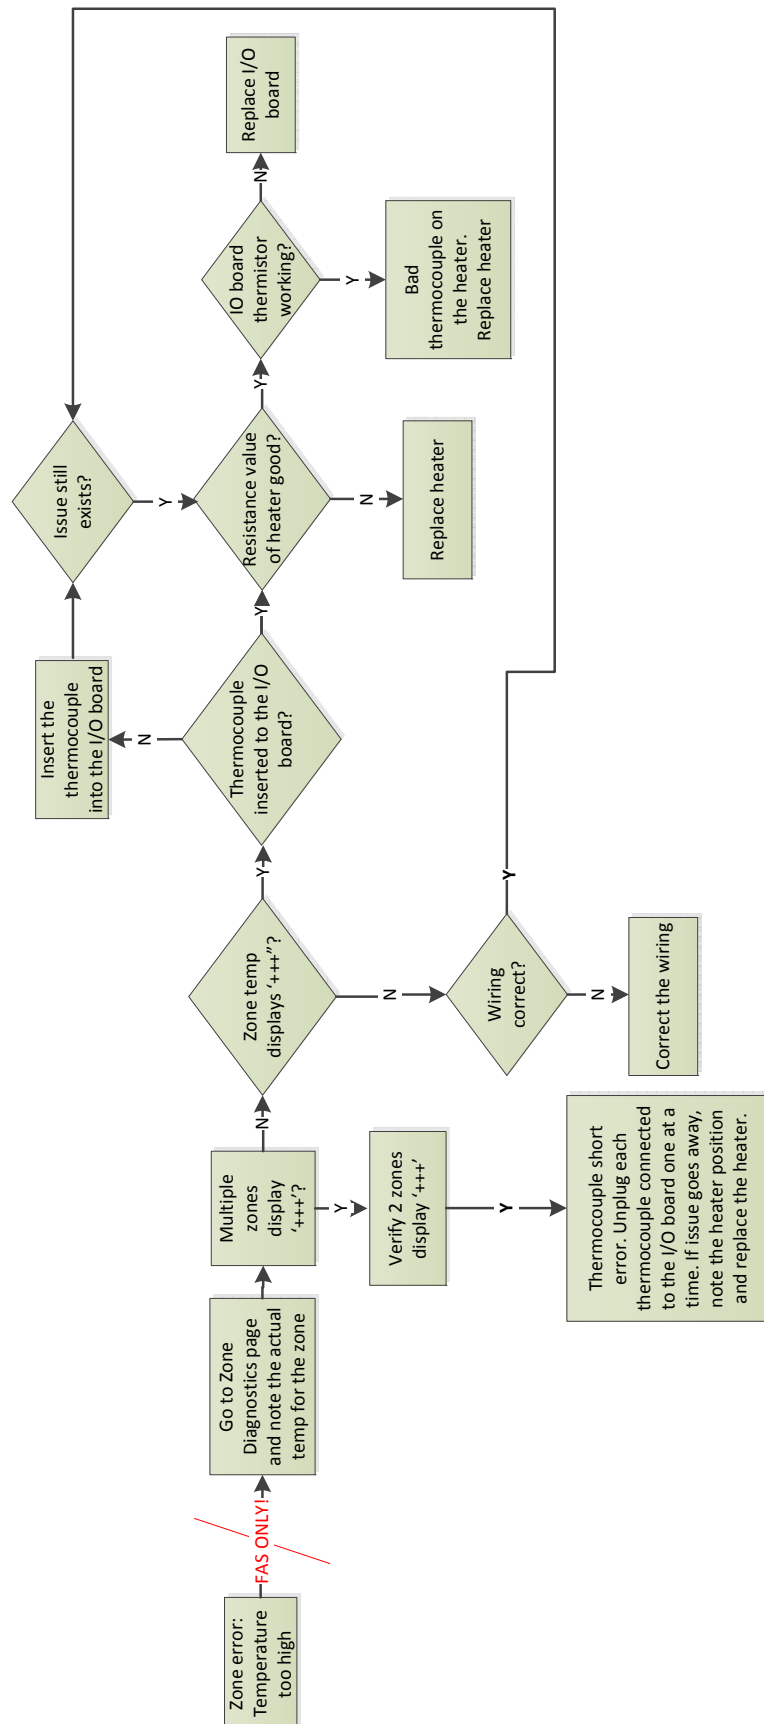 Zone error:
Temperature
too high
FAS ONLY!
Go to Zone
Diagnostics page
and note the actual
temp for the zone
Multiple
zones
display
‘+++’?
N
Y
Verify 2 zones
display ‘+++’
Y
Thermocouple short
error. Unplug each
thermocouple connected
to the I/O board one at a
time. If issue goes away,
note the heater position
and replace the heater.
Zone temp
displays ‘+++”?
Y
N
Wiring
correct?
Y
N
Correct the wiring
Thermocouple
inserted to the I/O
board?
N
Y
Insert the
thermocouple
into the I/O board
Issue still
exists?
Y
Resistance value
of heater good?
Y
N
Replace heater
IO board
thermistor
working?
N
Y
Replace I/O
board
Bad
thermocouple on
the heater.
Replace heater